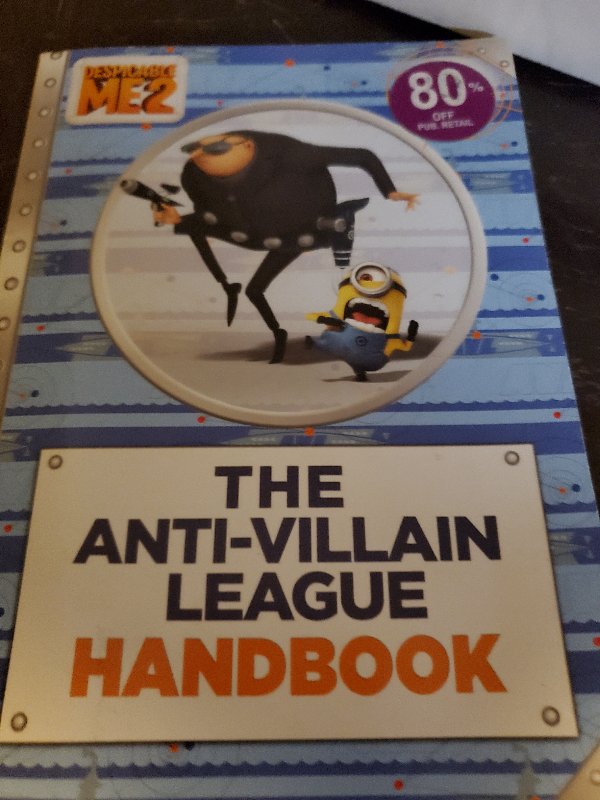 DESPICABLE
ME2
80%
OFF
PUB. RETAIL
THE
ANTI-VILLAIN
LEAGUE
HANDBOOK